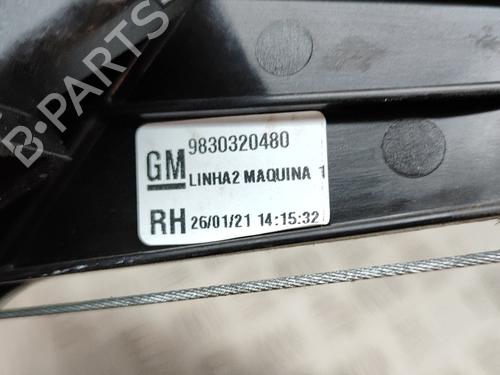 B-PARTS
GM 9830320480
LINHA2 MAQUINA 1
RH 26/01/21 14:15:32